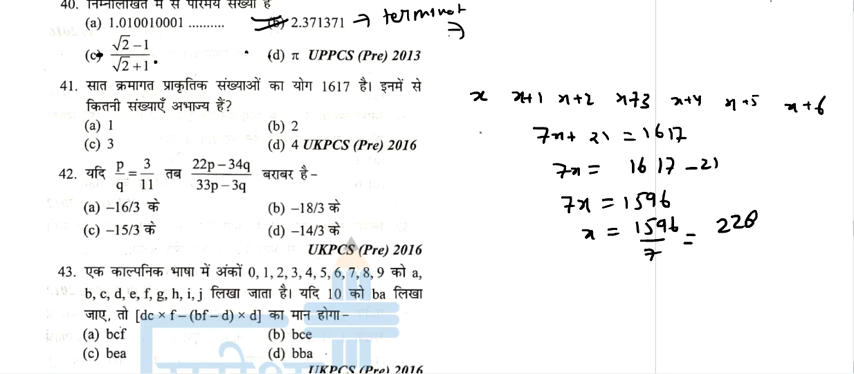 40. निम्नलिखित में से परिमेय संख्या है
(a) 1.010010001 .......... (b) 2.371371 → terminat
(c) √2 −1 / √2 +1 (d) π UPPCS (Pre) 2013
41. सात क्रमागत प्राकृतिक संख्याओं का योग 1617 है। इनमें से
कितनी संख्याएँ अभाज्य हैं?
(a) 1 (b) 2
(c) 3 (d) 4 UKPCS (Pre) 2016
42. यदि p/q = 3/11 तब 22p – 34q / 33p – 3q बराबर है –
(a) –16/3 के (b) –18/3 के
(c) –15/3 के (d) –14/3 के
UKPCS (Pre) 2016
43. एक काल्पनिक भाषा में अंकों 0, 1, 2, 3, 4, 5, 6, 7, 8, 9 को a,
b, c, d, e, f, g, h, i, j लिखा जाता है। यदि 10 को ba लिखा
जाए, तो [dc × f – (bf – d) × d] का मान होगा –
(a) bcf (b) bce
(c) bea (d) bba
UKPCS (Pre) 2016
x x+1 x+2 x+3 x+4 x+5 x+6
7x+ 21 = 1617
7x = 1617 - 21
7x = 1596
x = 1596 / 7 = 228